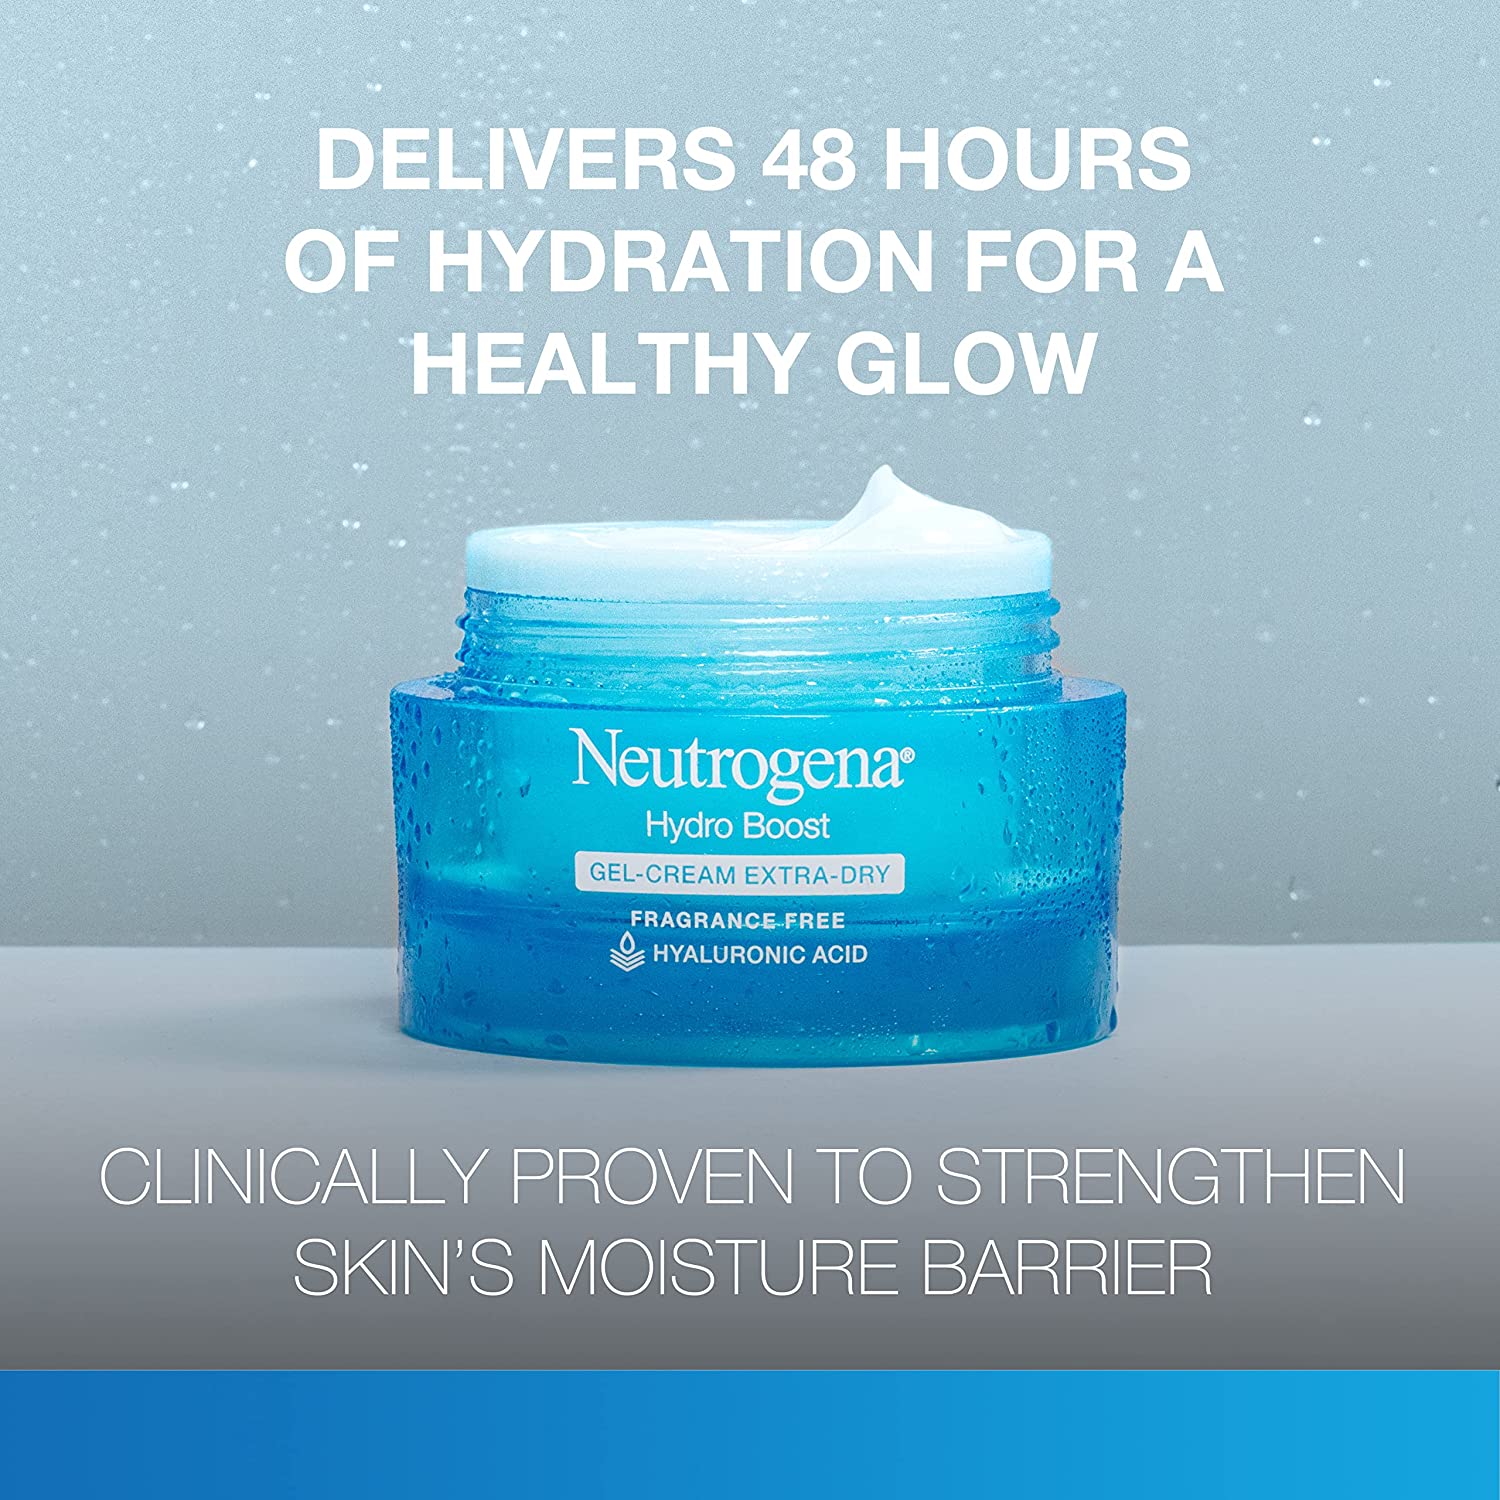 DELIVERS 48 HOURS
OF HYDRATION FOR A
HEALTHY GLOW
Neutrogena®
Hydro Boost
GEL-CREAM EXTRA-DRY
FRAGRANCE FREE
HYALURONIC ACID
CLINICALLY PROVEN TO STRENGTHEN
SKIN'S MOISTURE BARRIER